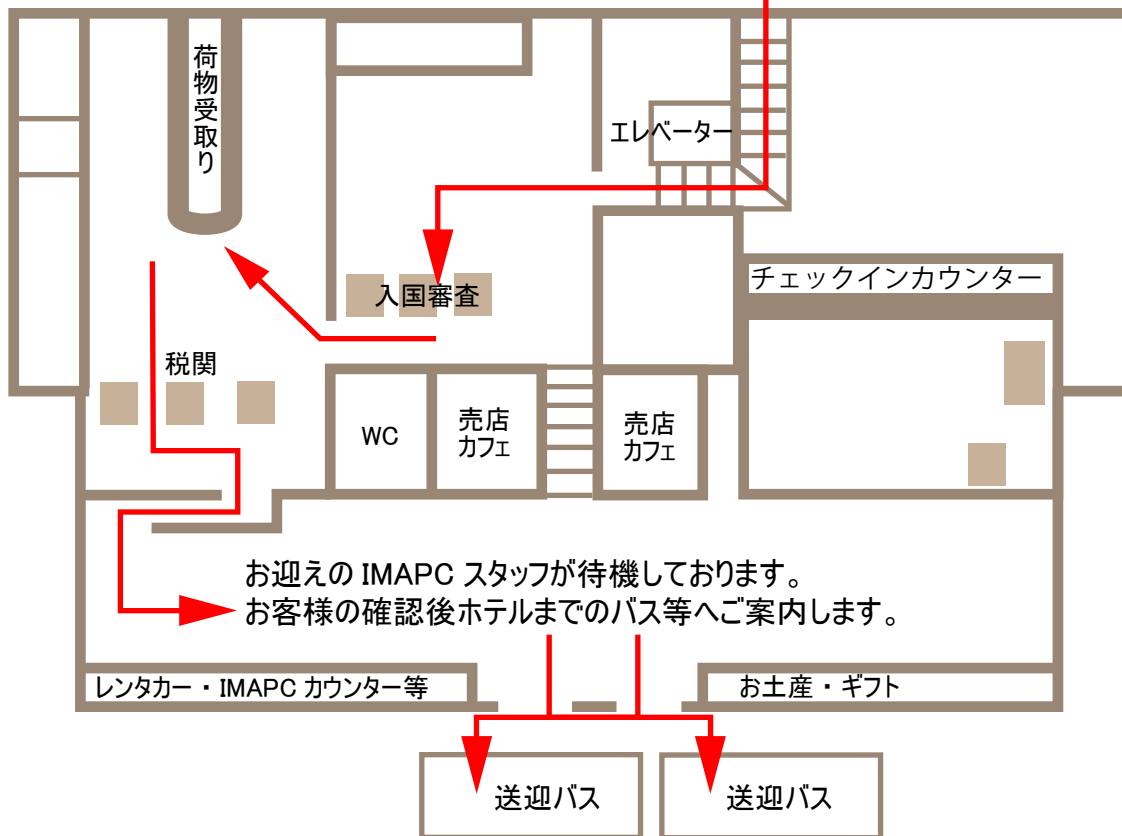 荷物受取り
エレベーター
チェックインカウンター
入国審査
税関
WC
売店
カフェ
売店
カフェ
お迎えの IMAPC スタッフが待機しております。
お客様の確認後ホテルまでのバス等へご案内します。
レンタカー・IMAPC カウンター等
お土産・ギフト
送迎バス
送迎バス